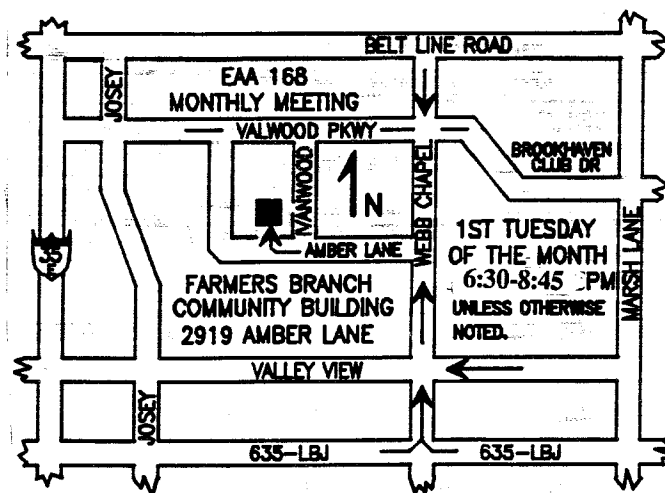 BELT LINE ROAD
JOSEY
EAA 168
MONTHLY MEETING
VALWOOD PKWY
BROOKHAVEN
CLUB DR
IVANWOOD
N
WEBB CHAPEL
AMBER LANE
35
E
1ST TUESDAY
OF THE MONTH
6:30-8:45 PM
UNLESS OTHERWISE
NOTED.
MARSH LANE
FARMERS BRANCH
COMMUNITY BUILDING
2919 AMBER LANE
VALLEY VIEW
JOSEY
635-LBJ
635-LBJ